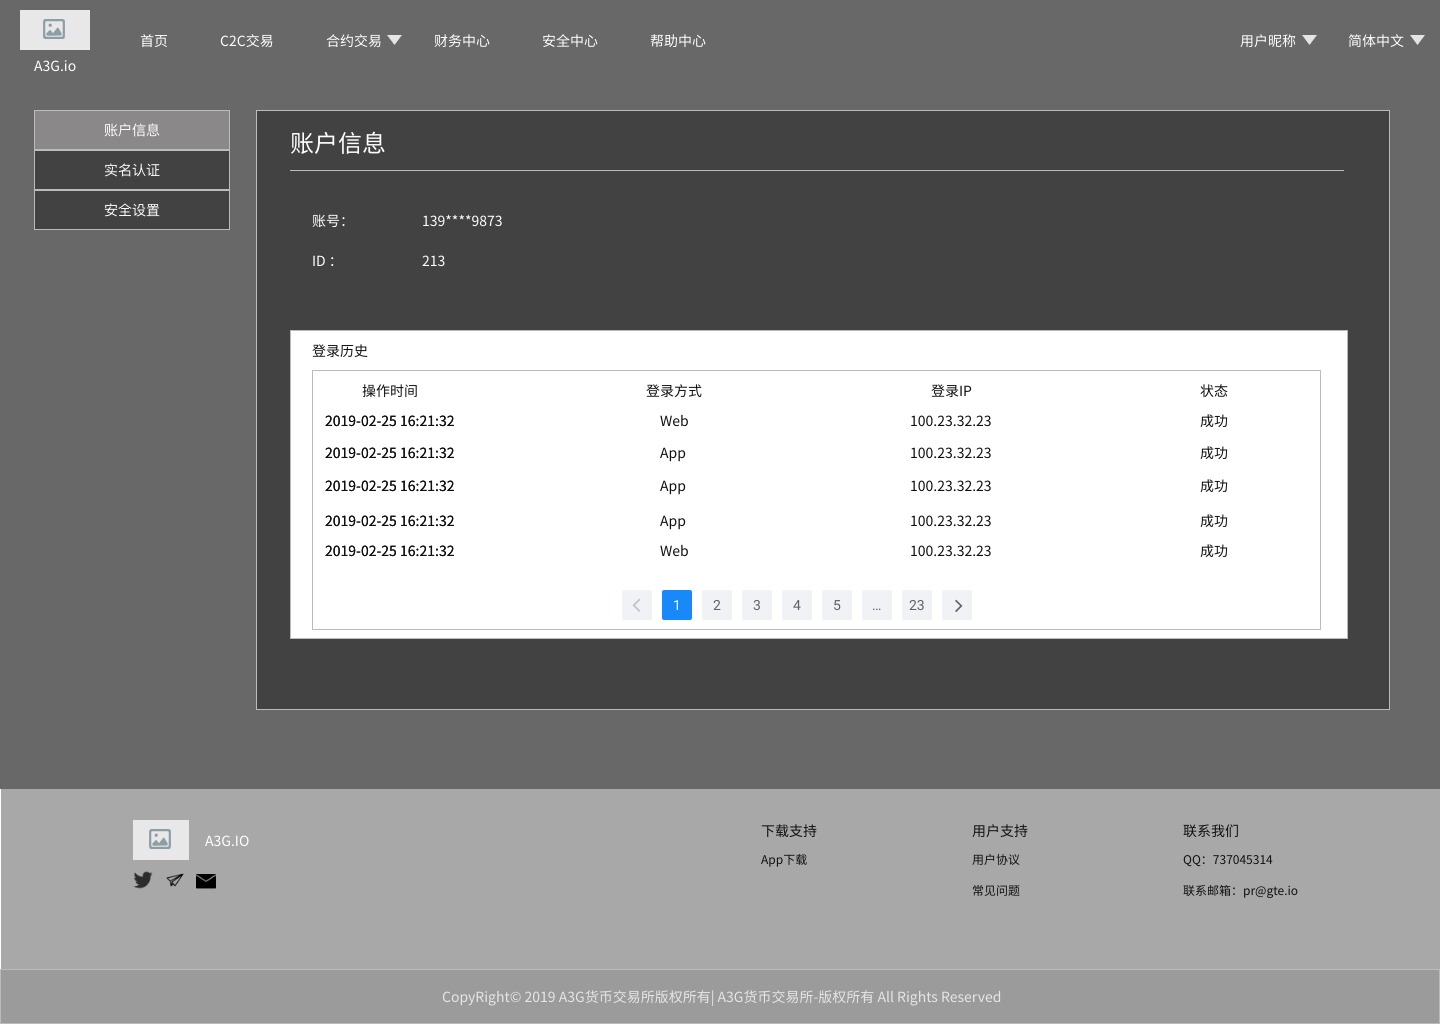 首页 C2C交易 合约交易 财务中心 安全中心 帮助中心 用户昵称 简体中文
A3G.io
账户信息
实名认证
安全设置
账户信息
账号： 139****9873
ID： 213
登录历史
操作时间 登录方式 登录IP 状态
2019-02-25 16:21:32 Web 100.23.32.23 成功
2019-02-25 16:21:32 App 100.23.32.23 成功
2019-02-25 16:21:32 App 100.23.32.23 成功
2019-02-25 16:21:32 App 100.23.32.23 成功
2019-02-25 16:21:32 Web 100.23.32.23 成功
1 2 3 4 5 ... 23
A3G.IO
下载支持 用户支持 联系我们
App下载 用户协议 QQ：737045314
常见问题 联系邮箱：pr@gte.io
CopyRight© 2019 A3G货币交易所版权所有| A3G货币交易所-版权所有 All Rights Reserved